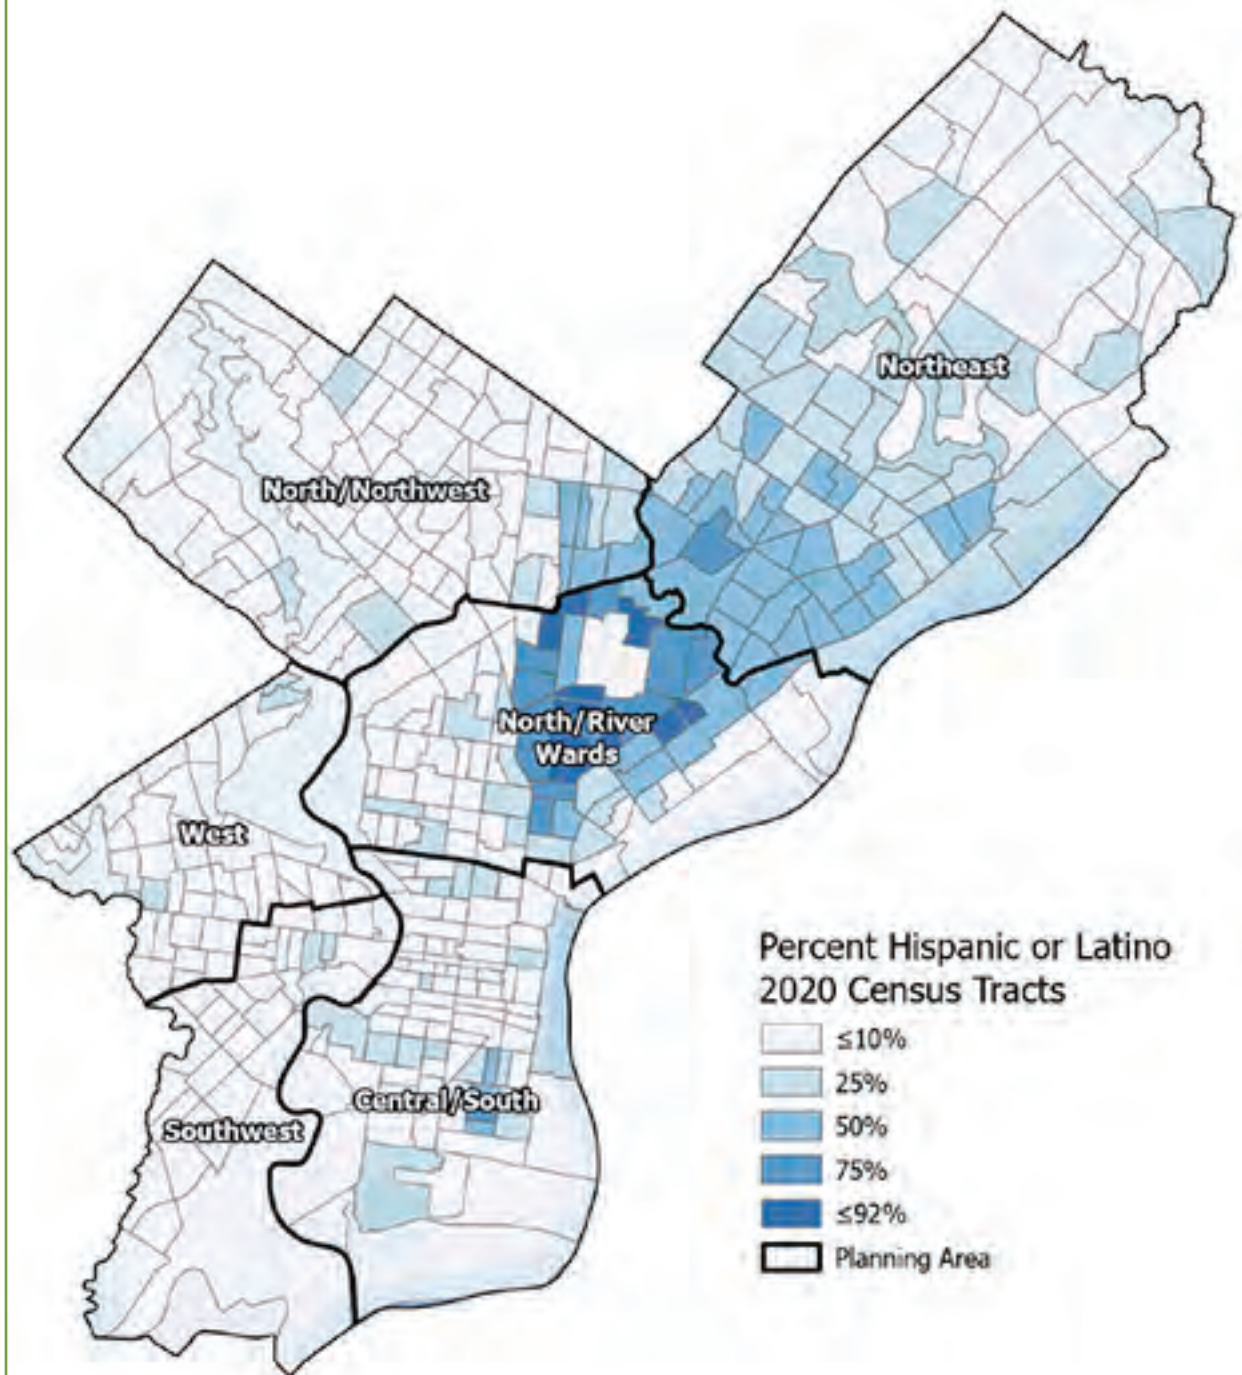 Northeast
North/Northwest
North/River
Wards
West
Central/South
Southwest
Percent Hispanic or Latino
2020 Census Tracts
≤10%
25%
50%
75%
≤92%
Planning Area